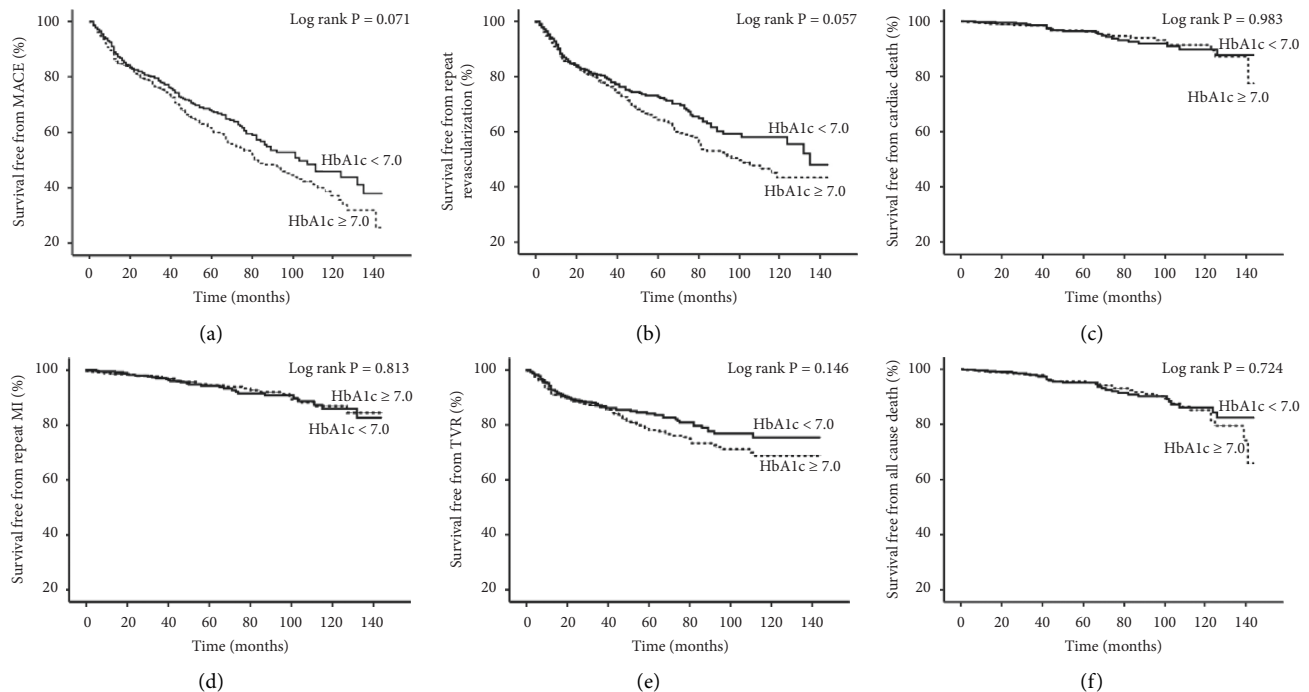 Log rank P = 0.071
Survival free from MACE (%)
100
80
60
40
20
HbA1c < 7.0
HbA1c ≥ 7.0
0 20 40 60 80 100 120 140
Time (months)
(a)
Log rank P = 0.057
Survival free from repeat
revascularization (%)
100
80
60
40
20
HbA1c < 7.0
HbA1c ≥ 7.0
0 20 40 60 80 100 120 140
Time (months)
(b)
Log rank P = 0.983
Survival free from cardiac death (%)
100
80
60
40
20
HbA1c < 7.0
HbA1c ≥ 7.0
0 20 40 60 80 100 120 140
Time (months)
(c)
Log rank P = 0.813
Survival free from repeat MI (%)
100
80
60
40
20
HbA1c ≥ 7.0
HbA1c < 7.0
0 20 40 60 80 100 120 140
Time (months)
(d)
Log rank P = 0.146
Survival free from TVR (%)
100
80
60
40
20
HbA1c < 7.0
HbA1c ≥ 7.0
0 20 40 60 80 100 120 140
Time (months)
(e)
Log rank P = 0.724
Survival free from all cause death (%)
100
80
60
40
20
HbA1c < 7.0
HbA1c ≥ 7.0
0 20 40 60 80 100 120 140
Time (months)
(f)